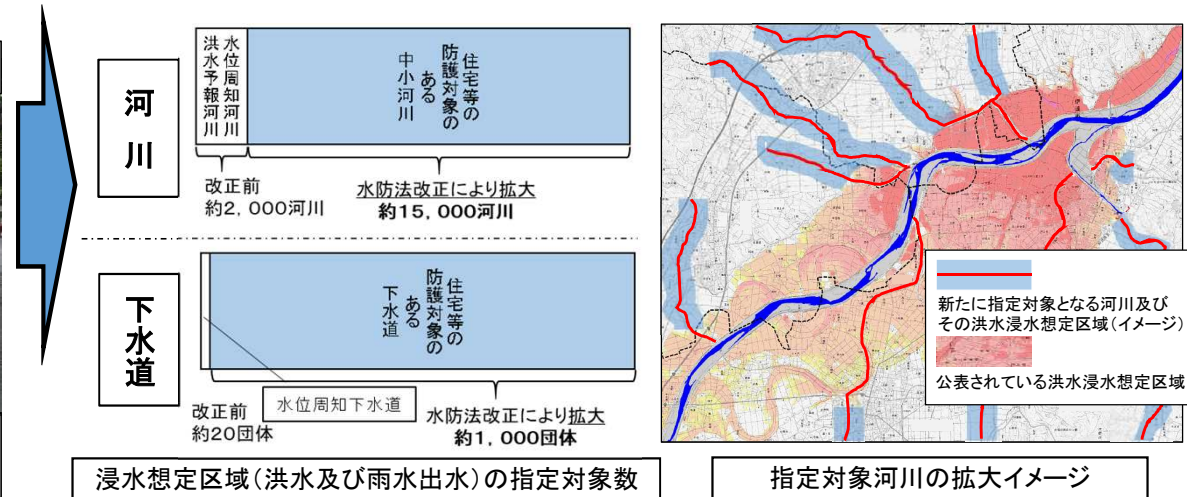 河川
洪水予報河川
水位周知河川
住宅等の
防護対象の
ある
中小河川
改正前
約2,000河川
水防法改正により拡大
約15,000河川
下水道
住宅等の
防護対象の
ある
下水道
改正前
約20団体
水位周知下水道
水防法改正により拡大
約1,000団体
浸水想定区域(洪水及び雨水出水)の指定対象数
新たに指定対象となる河川及び
その洪水浸水想定区域(イメージ)
公表されている洪水浸水想定区域
指定対象河川の拡大イメージ